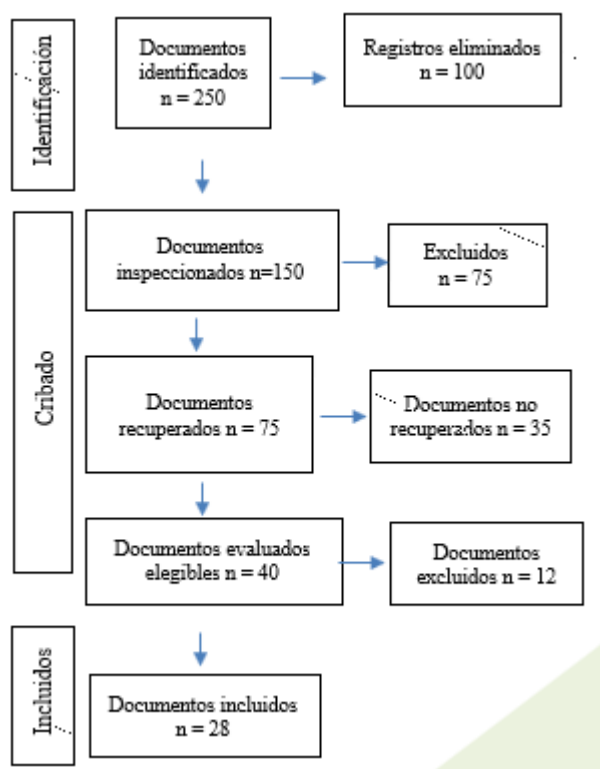 Identificación
Documentos
identificados
n = 250
Registros eliminados
n = 100
Cribado
Documentos
inspeccionados n=150
Excluidos
n = 75
Documentos
recuperados n = 75
Documentos no
recuperados n = 35
Documentos evaluados
elegibles n = 40
Documentos
excluidos n = 12
Incluidos
Documentos incluidos
n = 28